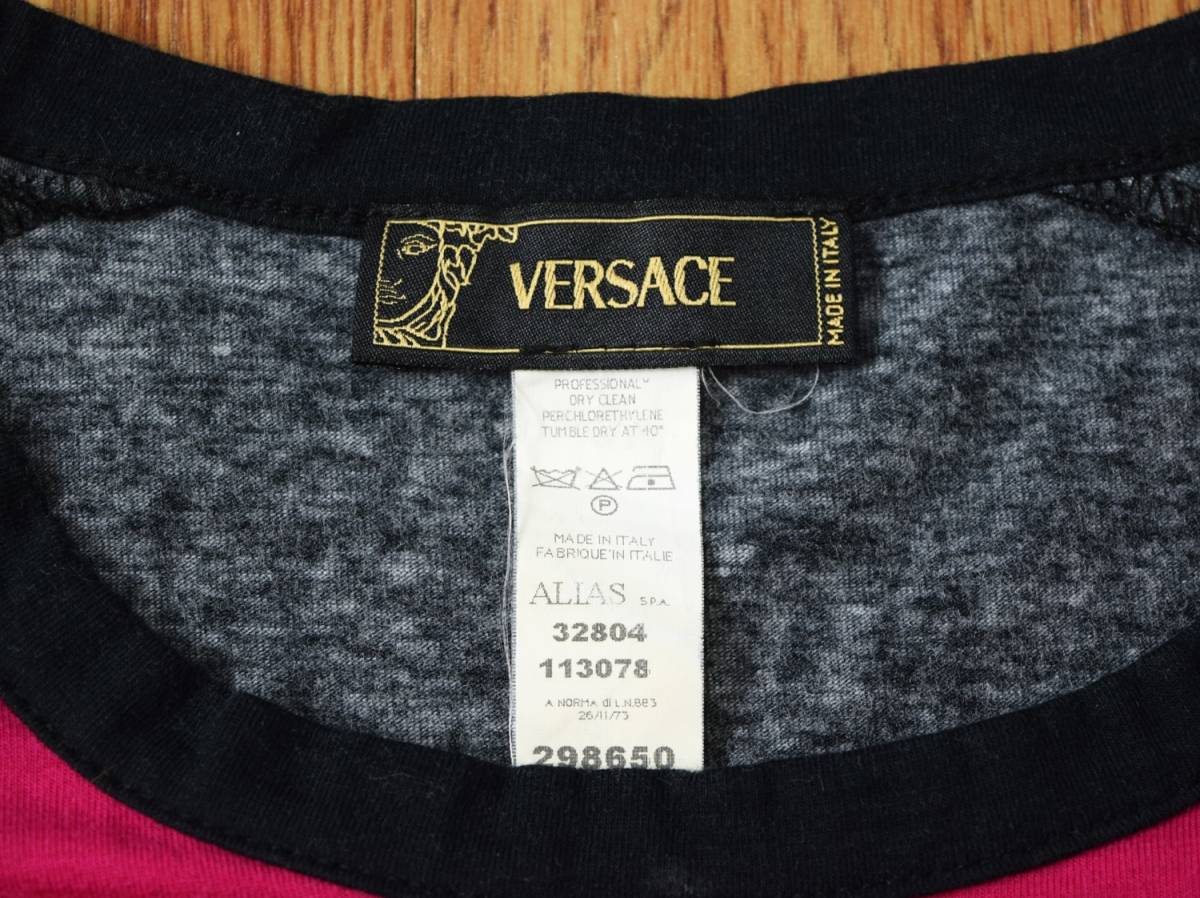 VERSACE
MADE IN ITALY
PROFESSIONALY
DRY CLEAN
PERCHLORETHYLENE
TUMBLE DRY AT 40°
P
MADE IN ITALY
FABRIQUE' IN ITALIE
ALIAS S.P.A.
32804
113078
A NORMA di L.N.883
26/11/73
298650